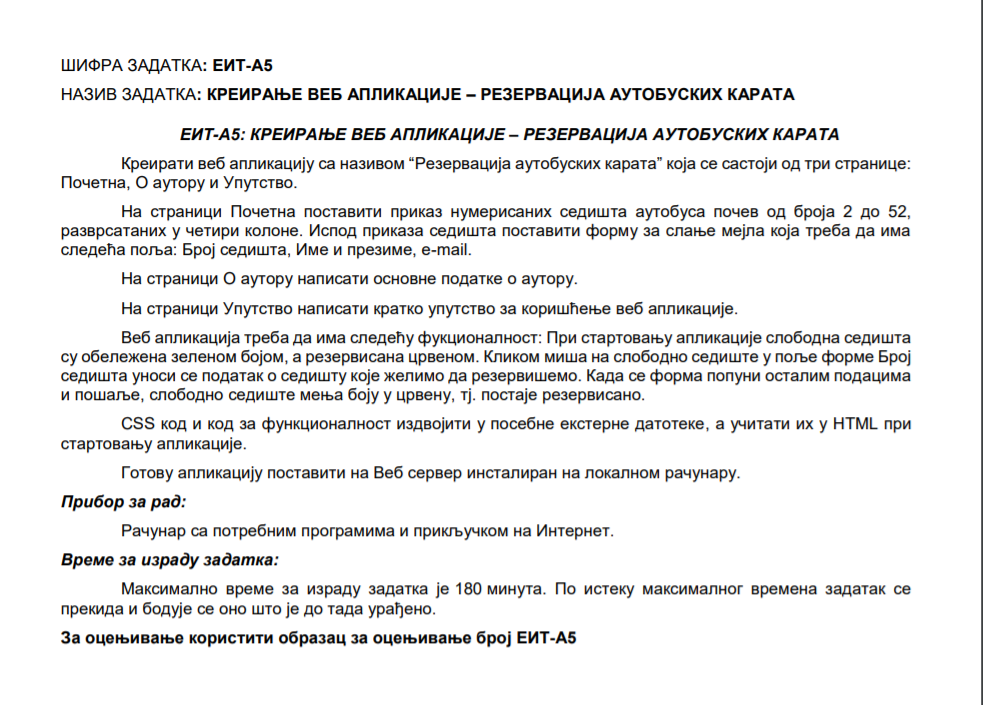 ШИФРА ЗАДАТКА: ЕИТ-А5
НАЗИВ ЗАДАТКА: КРЕИРАЊЕ ВЕБ АПЛИКАЦИЈЕ – РЕЗЕРВАЦИЈА АУТОБУСКИХ КАРАТА
ЕИТ-А5: КРЕИРАЊЕ ВЕБ АПЛИКАЦИЈЕ – РЕЗЕРВАЦИЈА АУТОБУСКИХ КАРАТА
Креирати веб апликацију са називом “Резервација аутобуских карата” која се састоји од три странице:
Почетна, О аутору и Упутство.
На страници Почетна поставити приказ нумерисаних седишта аутобуса почев од броја 2 до 52,
разврсатаних у четири колоне. Испод приказа седишта поставити форму за слање мејла која треба да има
следећа поља: Број седишта, Име и презиме, e-mail.
На страници О аутору написати основне податке о аутору.
На страници Упутство написати кратко упутство за коришћење веб апликације.
Веб апликација треба да има следећу фукционалност: При стартовању апликације слободна седишта
су обележена зеленом бојом, а резервисана црвеном. Кликом миша на слободно седиште у поље форме Број
седишта уноси се податак о седишту које желимо да резервишемо. Када се форма попуни осталим подацима
и пошаље, слободно седиште мења боју у црвену, тј. постаје резервисано.
CSS код и код за функционалност издвојити у посебне екстерне датотеке, а учитати их у HTML при
стартовању апликације.
Готову апликацију поставити на Веб сервер инсталиран на локалном рачунару.
Прибор за рад:
Рачунар са потребним програмима и прикључком на Интернет.
Време за израду задатка:
Максимално време за израду задатка је 180 минута. По истеку максималног времена задатак се
прекида и бодује се оно што је до тада урађено.
За оцењивање користити образац за оцењивање број ЕИТ-А5